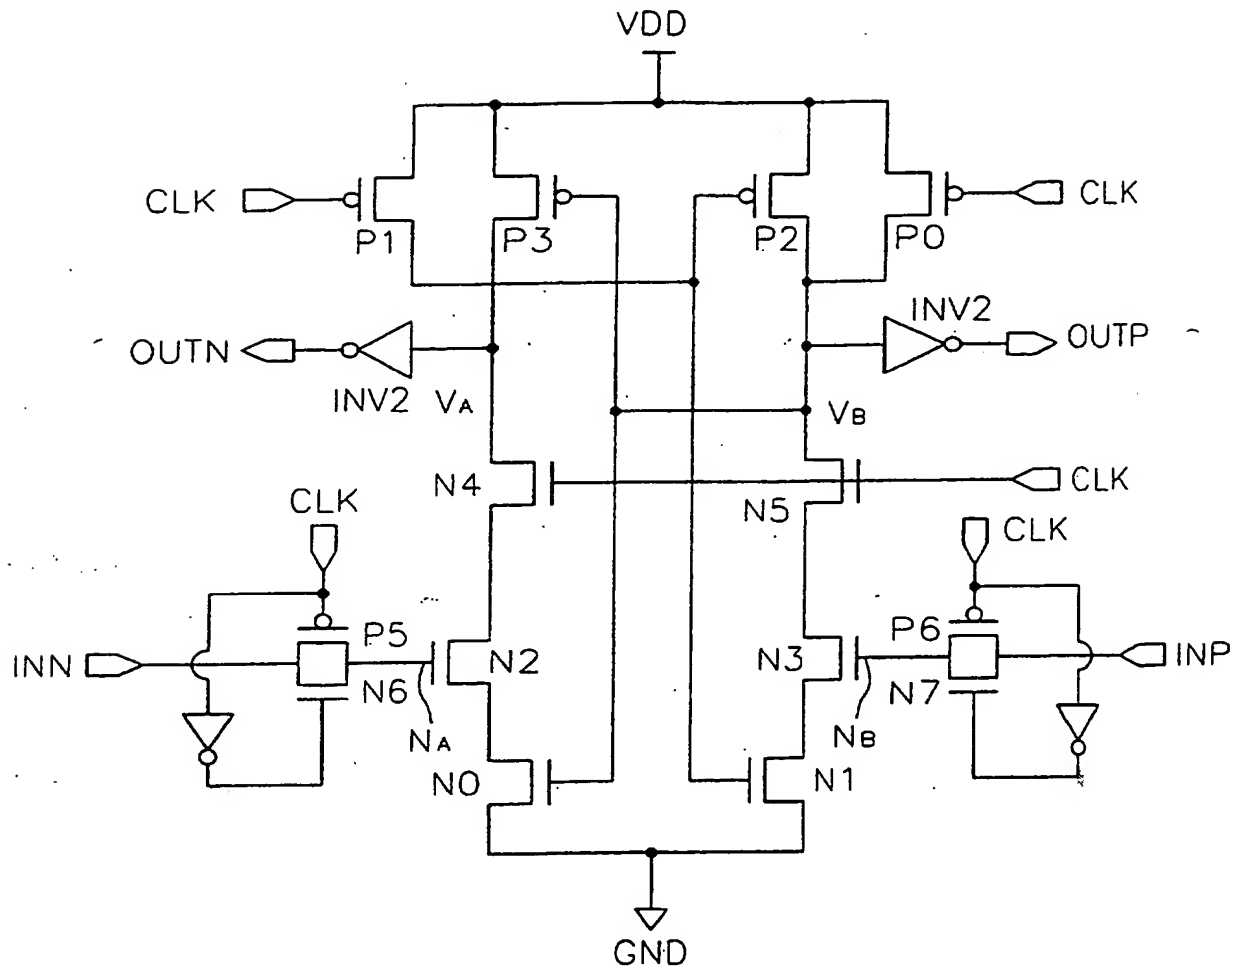 VDD
CLK
P1
P3
P2
P0
CLK
OUTN
INV2
VA
INV2
OUTP
VB
N4
N5
CLK
CLK
CLK
INN
P5
N6
N2
NA
N3
NB
P6
N7
INP
N0
N1
GND